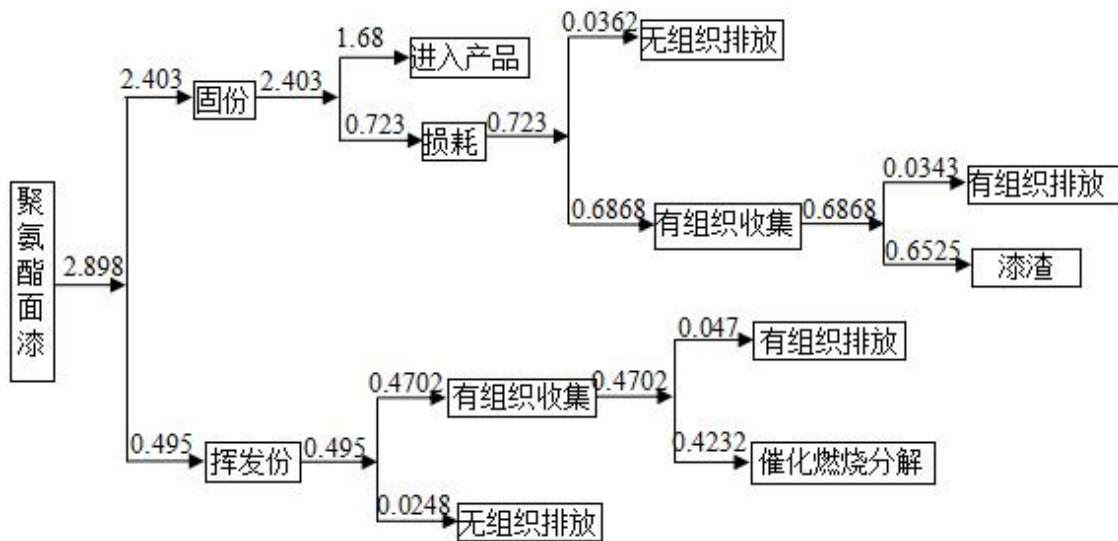 0.0362
无组织排放
1.68
进入产品
2.403
固份
2.403
0.723
损耗
0.723
0.0343
有组织排放
0.6868
有组织收集
0.6868
0.6525
漆渣
聚氨酯面漆
2.898
0.047
有组织排放
0.4702
有组织收集
0.4702
0.4232
催化燃烧分解
0.495
挥发份
0.495
0.0248
无组织排放